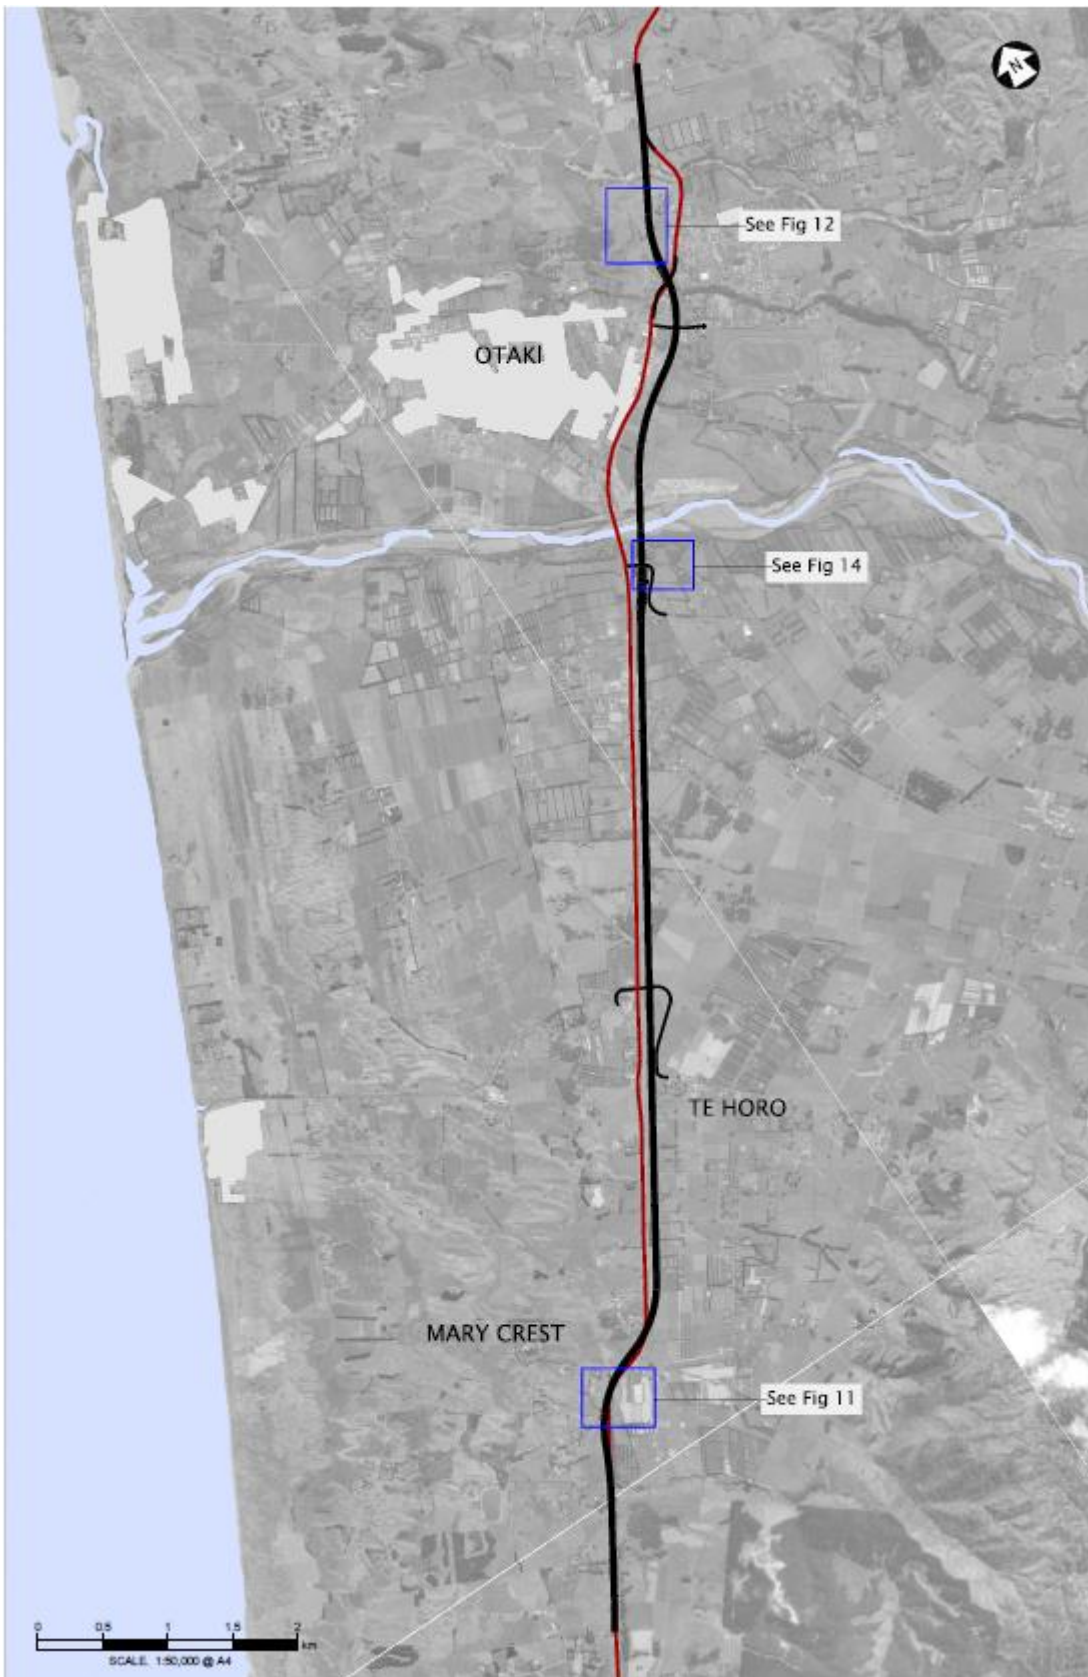 N
See Fig 12
OTAKI
See Fig 14
TE HORO
MARY CREST
See Fig 11
0 0.5 1 1.5 2
km
SCALE 1:50,000 @ A4